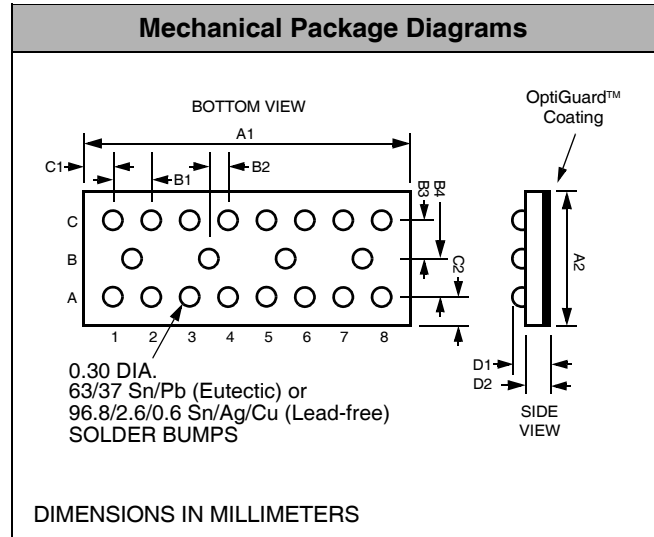 Mechanical Package Diagrams
BOTTOM VIEW
OptiGuard™
Coating
A1
C1
B1
B2
B3
B4
C
B
A
C2
A2
1 2 3 4 5 6 7 8
D1
D2
0.30 DIA.
63/37 Sn/Pb (Eutectic) or
96.8/2.6/0.6 Sn/Ag/Cu (Lead-free)
SOLDER BUMPS
SIDE
VIEW
DIMENSIONS IN MILLIMETERS